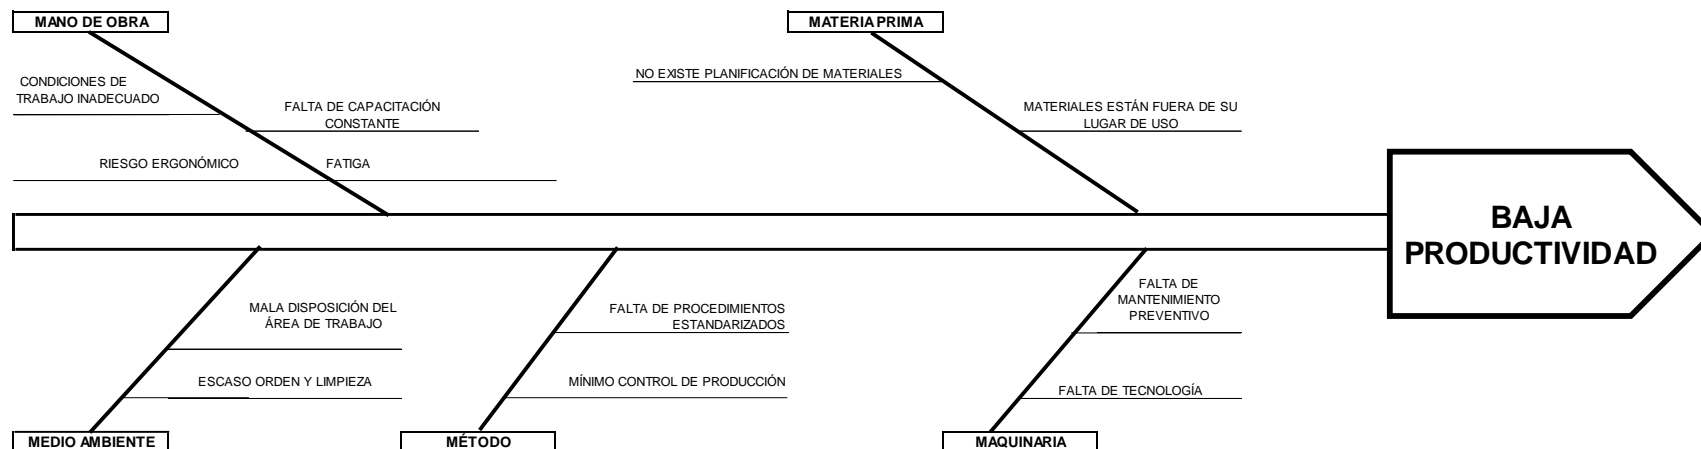 MANO DE OBRA
MATERIA PRIMA
NO EXISTE PLANIFICACIÓN DE MATERIALES
CONDICIONES DE
TRABAJO INADECUADO
FALTA DE CAPACITACIÓN
CONSTANTE
MATERIALES ESTÁN FUERA DE SU
LUGAR DE USO
RIESGO ERGONÓMICO
FATIGA
BAJA
PRODUCTIVIDAD
MALA DISPOSICIÓN DEL
ÁREA DE TRABAJO
FALTA DE PROCEDIMIENTOS
ESTANDARIZADOS
FALTA DE
MANTENIMIENTO
PREVENTIVO
ESCASO ORDEN Y LIMPIEZA
MÍNIMO CONTROL DE PRODUCCIÓN
FALTA DE TECNOLOGÍA
MEDIO AMBIENTE
MÉTODO
MAQUINARIA